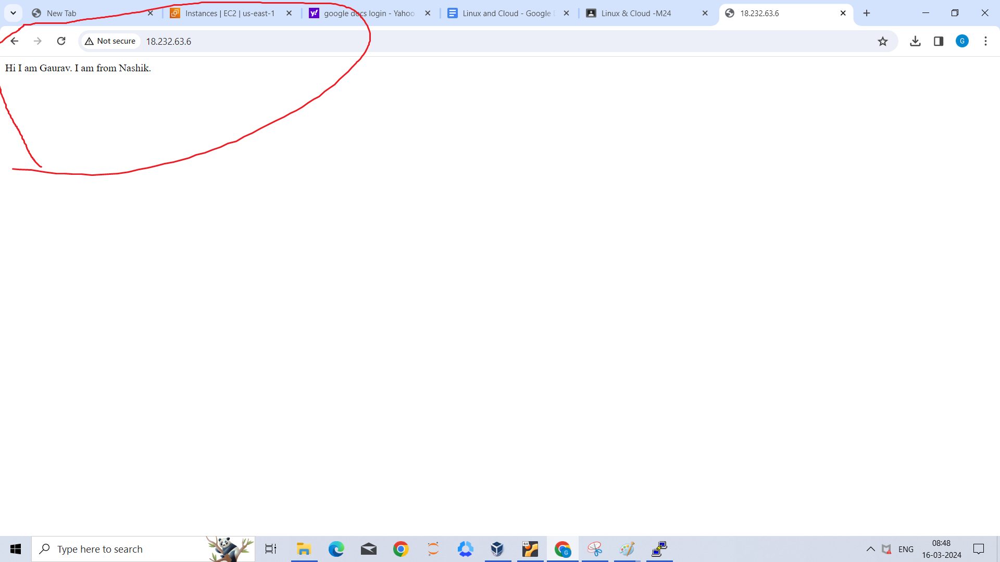 New Tab
Instances | EC2 | us-east-1
google docs login - Yahoo
Linux and Cloud - Google
Linux & Cloud -M24
18.232.63.6
Not secure
18.232.63.6
G
Hi I am Gaurav. I am from Nashik.
Type here to search
64
G
ENG
08:48
16-03-2024